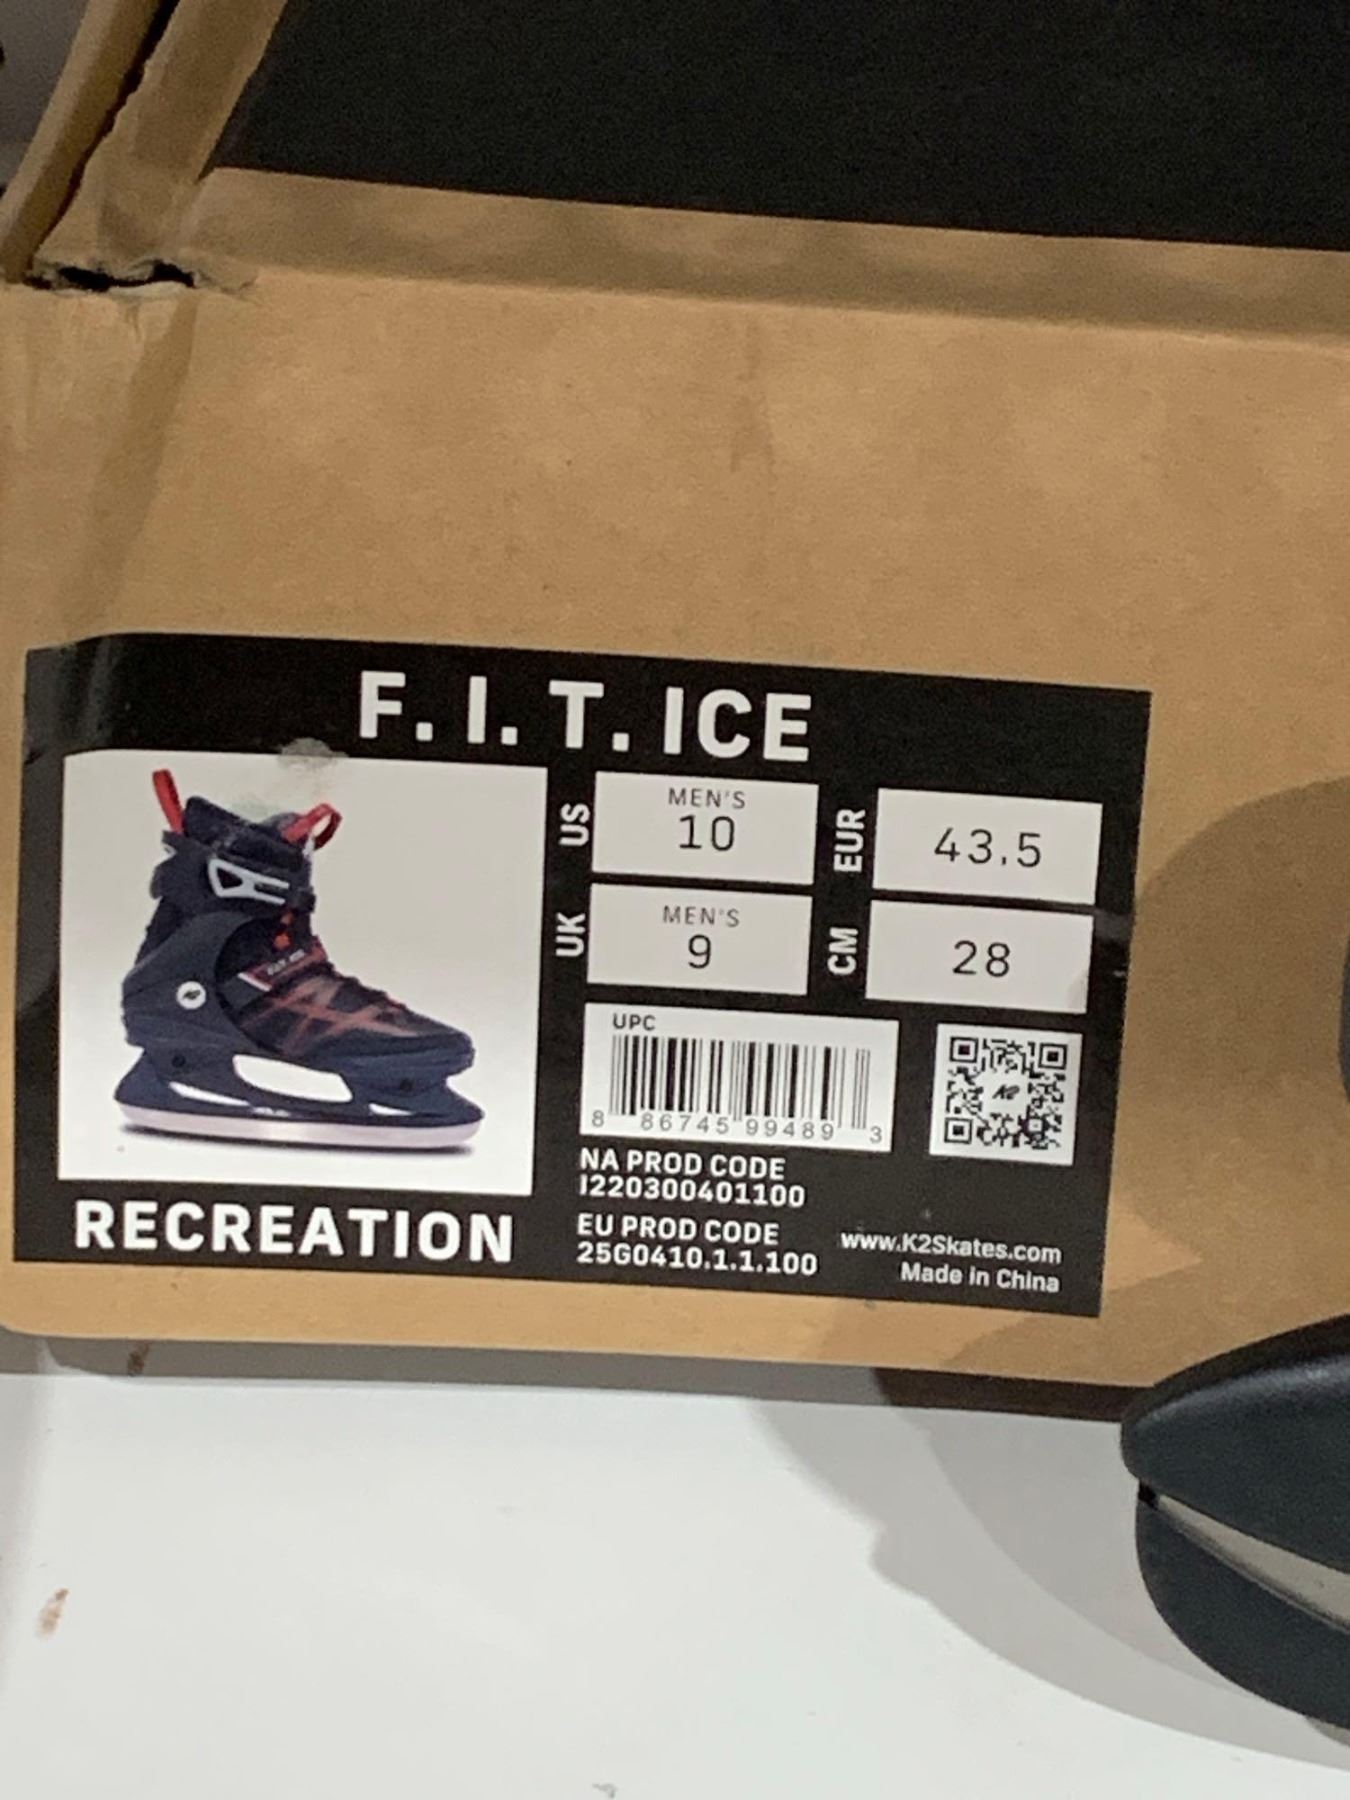 F. I. T. ICE
US
MEN'S
10
EUR
43.5
UK
MEN'S
9
CM
28
UPC
8 86745 99489 3
K2
NA PROD CODE
I220300401100
EU PROD CODE
25G0410.1.1.100
RECREATION
www.K2Skates.com
Made in China